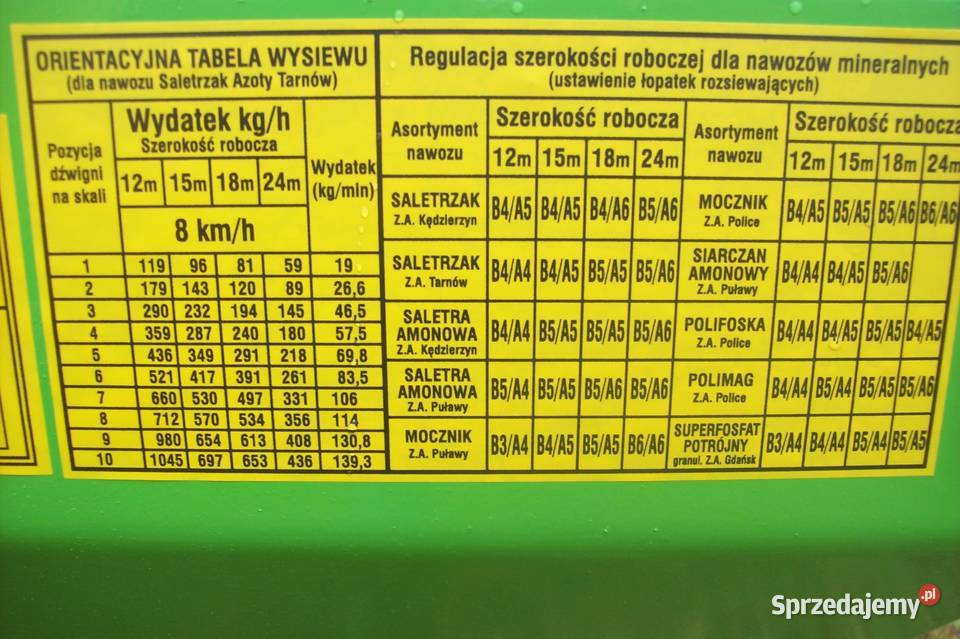 ORIENTACYJNA TABELA WYSIEWU
(dla nawozu Saletrzak Azoty Tarnów)
Pozycja
dźwigni
na skali
Wydatek kg/h
Szerokość robocza
12m 15m 18m 24m
8 km/h
Wydatek
(kg/min)
1 119 96 81 59 19
2 179 143 120 89 26,6
3 290 232 194 145 46,5
4 359 287 240 180 57,5
5 436 349 291 218 69,8
6 521 417 391 261 83,5
7 660 530 497 331 106
8 712 570 534 356 114
9 980 654 613 408 130,8
10 1045 697 653 436 139,3
Regulacja szerokości roboczej dla nawozów mineralnych
(ustawienie łopatek rozsiewających)
Asortyment
nawozu
Szerokość robocza
12m 15m 18m 24m
SALETRZAK
Z.A. Kędzierzyn
B4/A5 B4/A5 B4/A6 B5/A6
SALETRZAK
Z.A. Tarnów
B4/A4 B4/A5 B5/A5 B5/A6
SALETRA
AMONOWA
Z.A. Kędzierzyn
B4/A4 B5/A5 B5/A5 B5/A6
SALETRA
AMONOWA
Z.A. Puławy
B5/A4 B5/A5 B5/A6 B5/A6
MOCZNIK
Z.A. Puławy
B3/A4 B4/A5 B5/A5 B6/A6
Asortyment
nawozu
Szerokość robocza
12m 15m 18m 24m
MOCZNIK
Z.A. Police
B4/A5 B5/A5 B5/A6 B6/A6
SIARCZAN
AMONOWY
Z.A. Puławy
B4/A4 B4/A5 B5/A6
POLIFOSKA
Z.A. Police
B4/A4 B4/A5 B5/A5 B4/A5
POLIMAG
Z.A. Police
B4/A4 B5/A4 B5/A5 B5/A6
SUPERFOSFAT
POTRÓJNY
granul. Z.A. Gdańsk
B3/A4 B4/A4 B5/A4 B5/A5
Sprzedajemy.pl